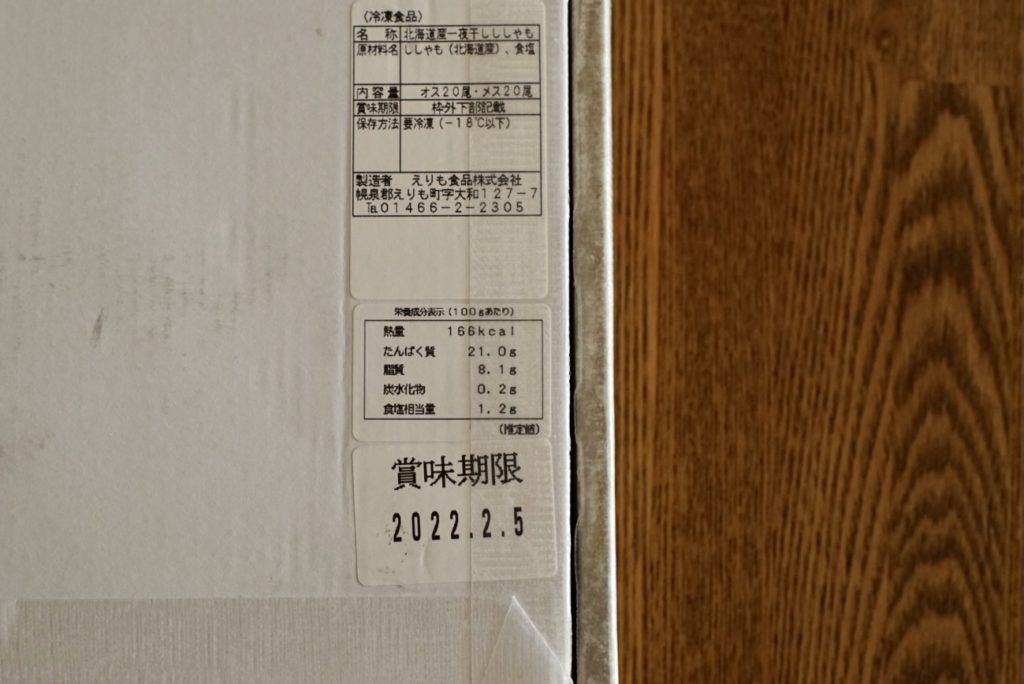 （冷凍食品）
名 称 北海道産一夜干しししゃも
原材料名 ししゃも（北海道産）、食塩
内容量 オス２０尾・メス２０尾
賞味期限 枠外下部記載
保存方法 要冷凍（－１８℃以下）
製造者 えりも食品株式会社
幌泉郡えりも町字大和１２７－７
℡０１４６６－２－２３０５
栄養成分表示（１００ｇあたり）
熱量 １６６ｋｃａｌ
たんぱく質 ２１．０ｇ
脂質 ８．１ｇ
炭水化物 ０．２ｇ
食塩相当量 １．２ｇ
（推定値）
賞味期限
2022.2.5